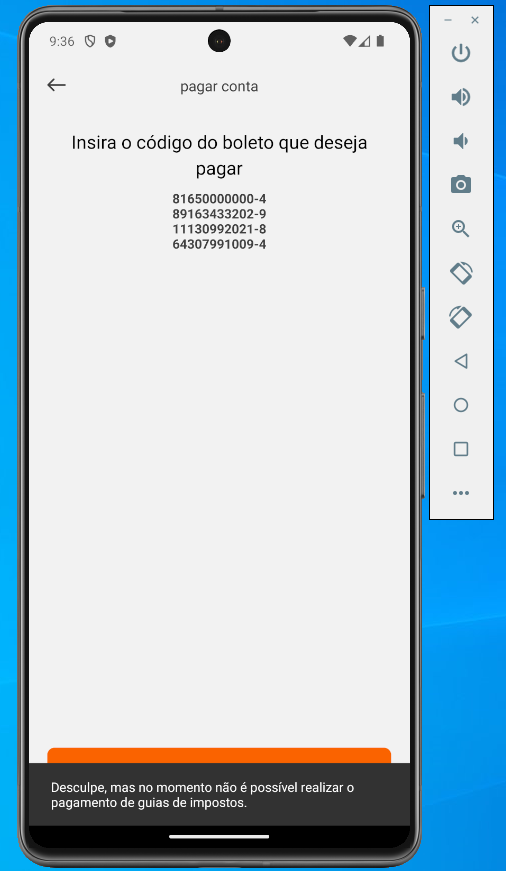 9:36
pagar conta
Insira o código do boleto que deseja
pagar
81650000000-4
89163433202-9
11130992021-8
64307991009-4
Desculpe, mas no momento não é possível realizar o
pagamento de guias de impostos.